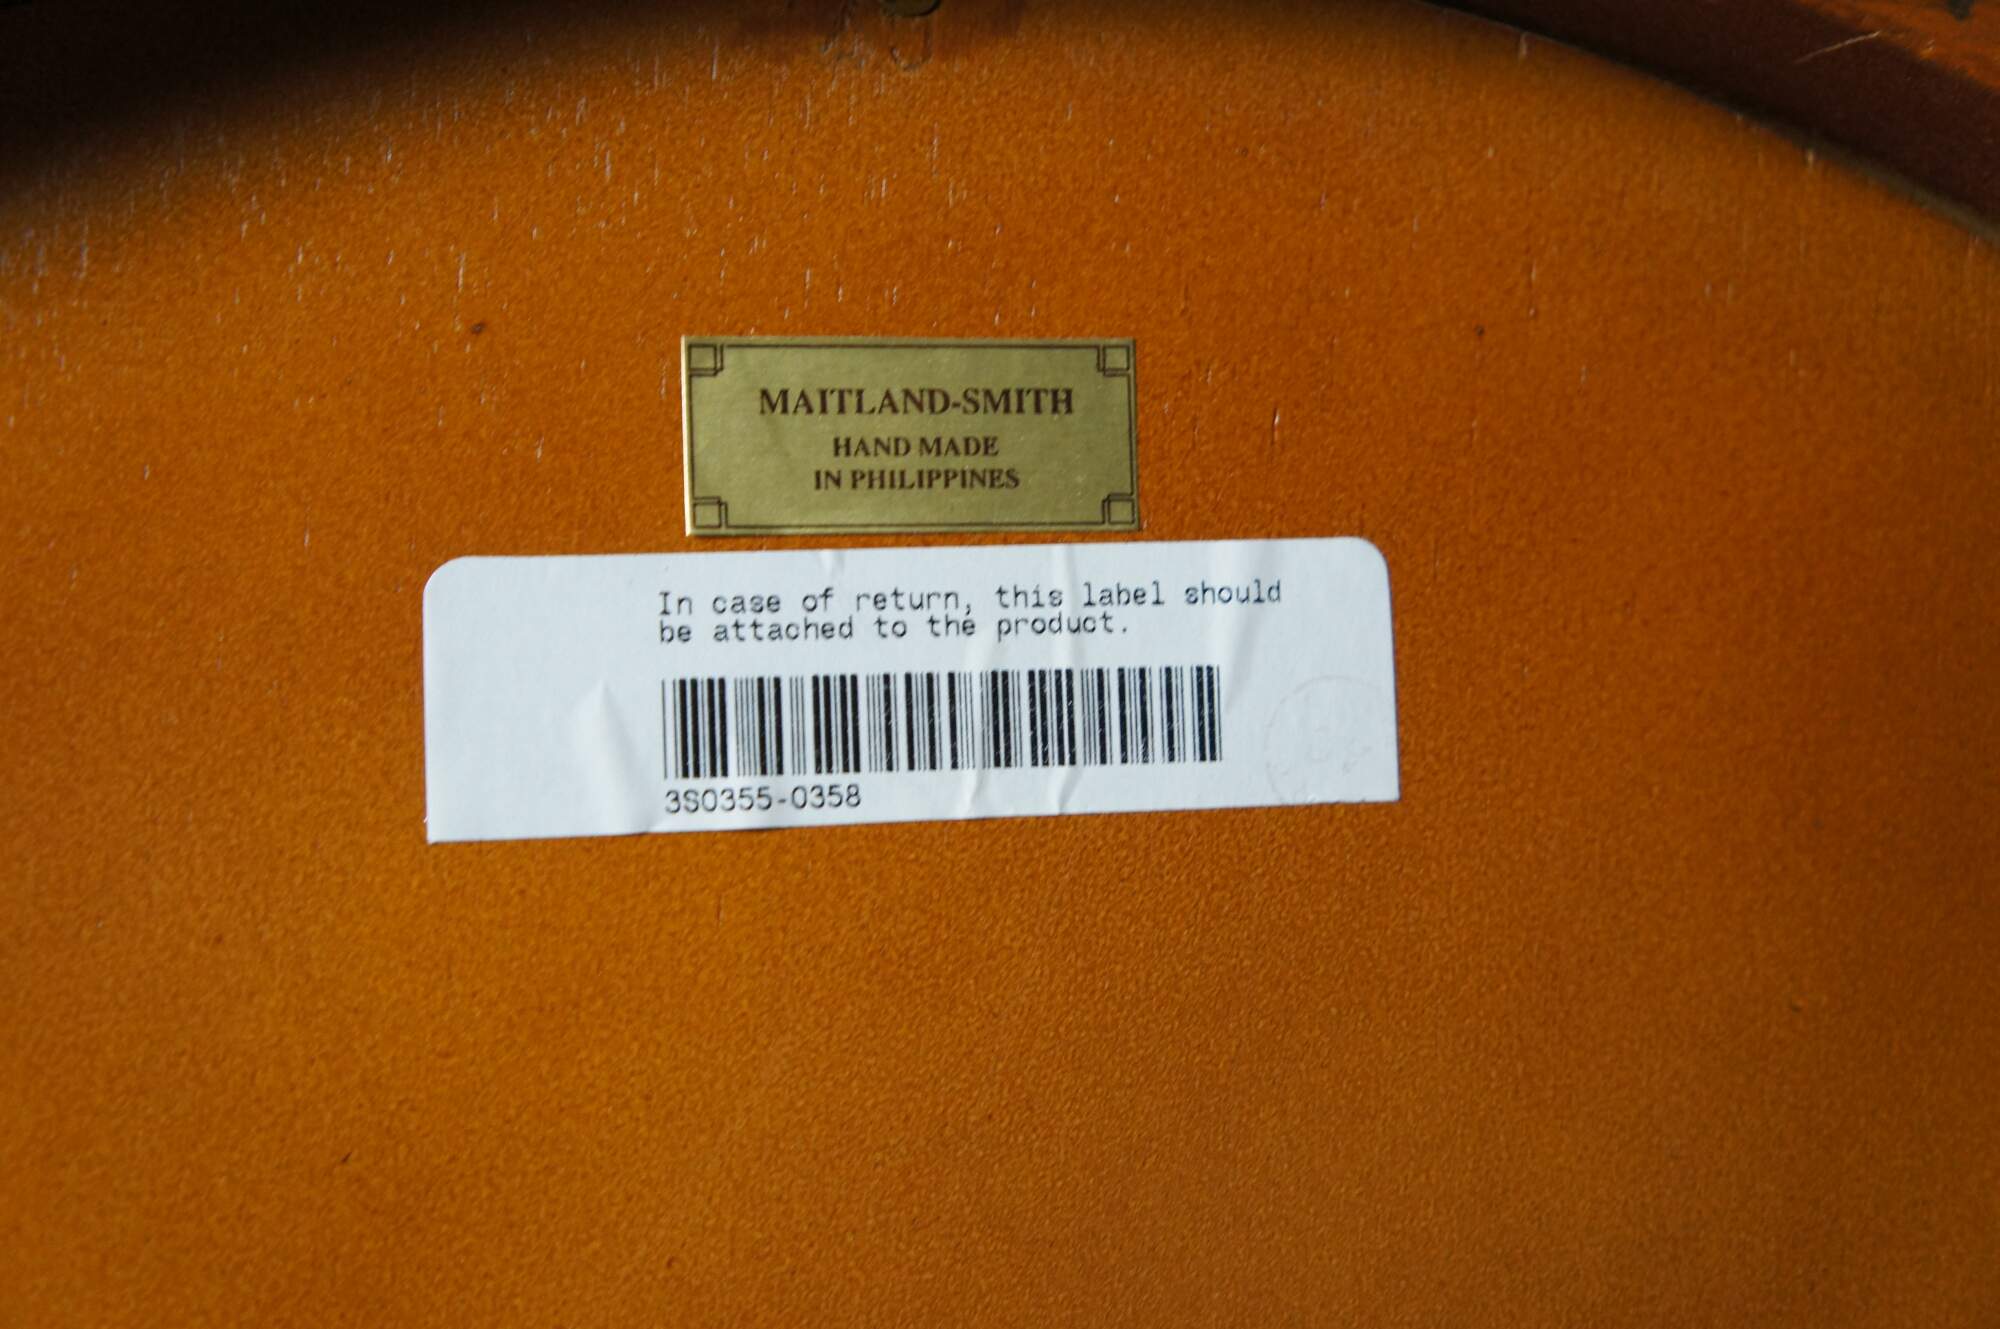 MAITLAND-SMITH
HAND MADE
IN PHILIPPINES
In case of return, this label should
be attached to the product.
3S0355-0358